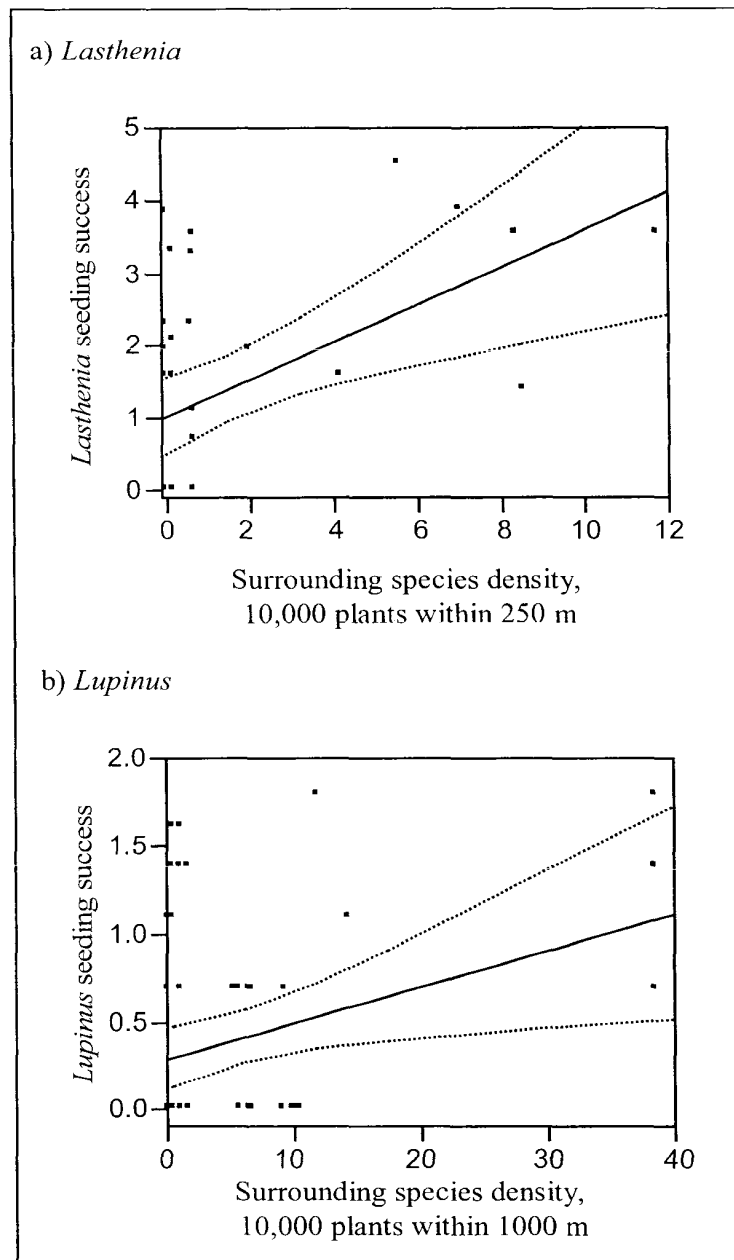 a) Lasthenia
5
4
3
2
1
0
Lasthenia seeding success
0 2 4 6 8 10 12
Surrounding species density,
10,000 plants within 250 m
b) Lupinus
2.0
1.5
1.0
0.5
0.0
Lupinus seeding success
0 10 20 30 40
Surrounding species density,
10,000 plants within 1000 m